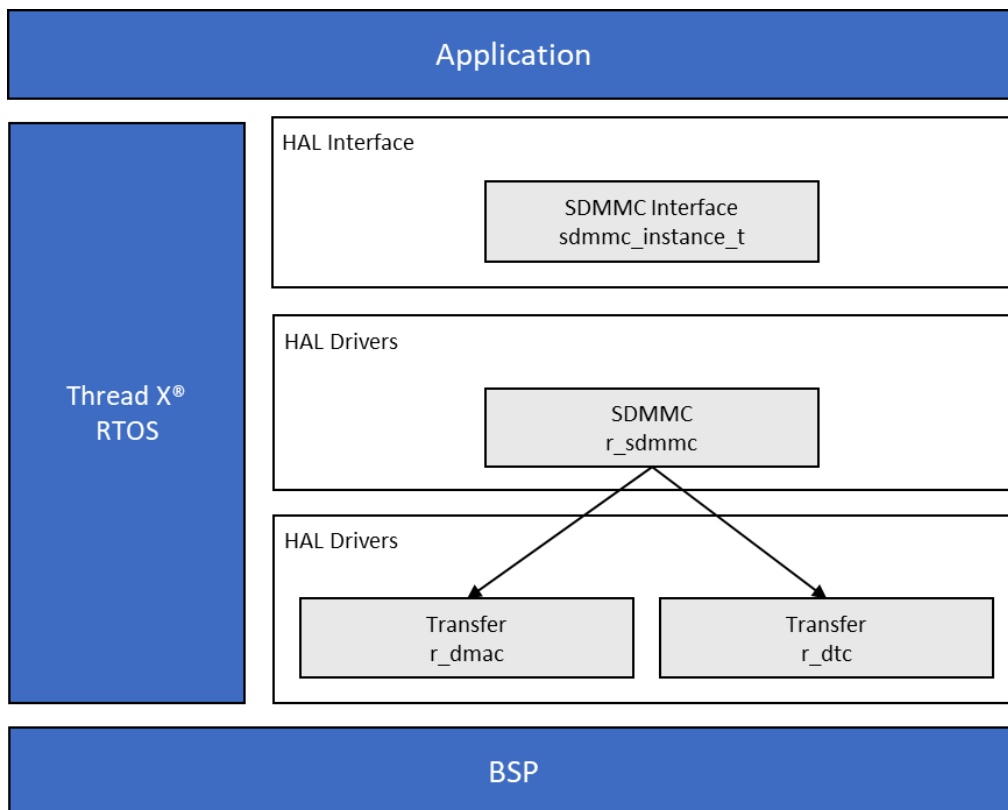 Application
Thread X®
RTOS
HAL Interface
SDMMC Interface
sdmmc_instance_t
HAL Drivers
SDMMC
r_sdmmc
HAL Drivers
Transfer
r_dmac
Transfer
r_dtc
BSP